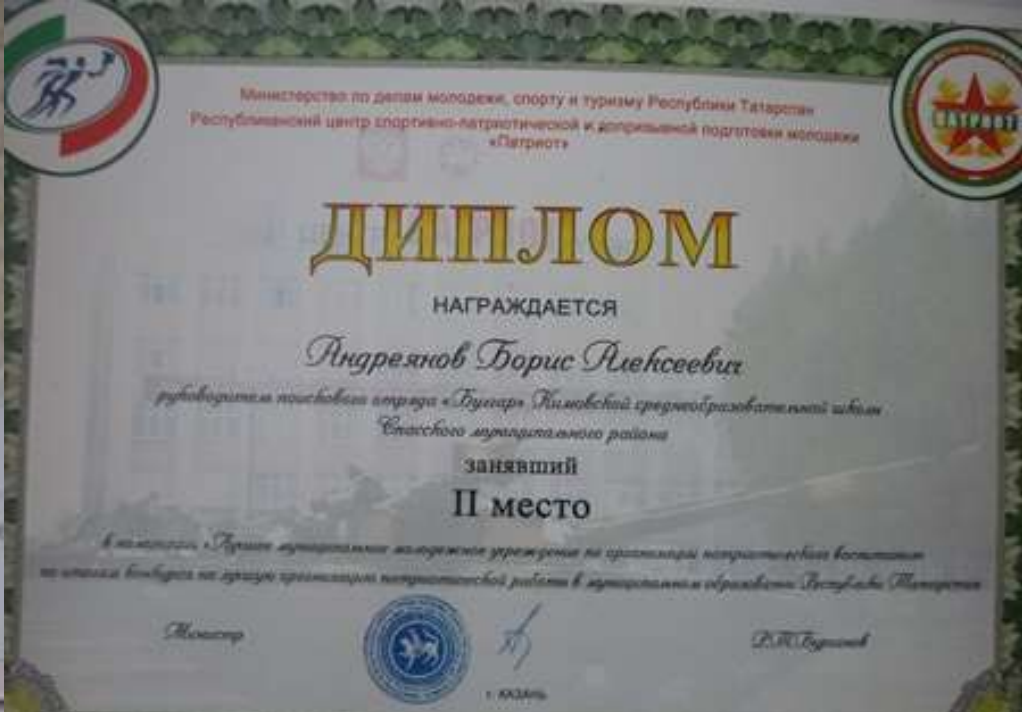 Министерство по делам молодежи, спорту и туризму Республики Татарстан
Республиканский центр спортивно-патриотической и допризывной подготовки молодежи
«Патриот»
ПАТРИОТ
ДИПЛОМ
НАГРАЖДАЕТСЯ
Андреянов Борис Алексеевич
руководитель поискового отряда «Булгар» Кимовской среднеобразовательной школы
Спасского муниципального района
занявший
II место
в номинации «Лучшее муниципальное молодежное учреждение по организации патриотического воспитания
по итогам конкурса на лучшую организацию патриотической работы в муниципальном образовании Республики Татарстан
Министр
Р.Т.Бурганов
г. КАЗАНЬ